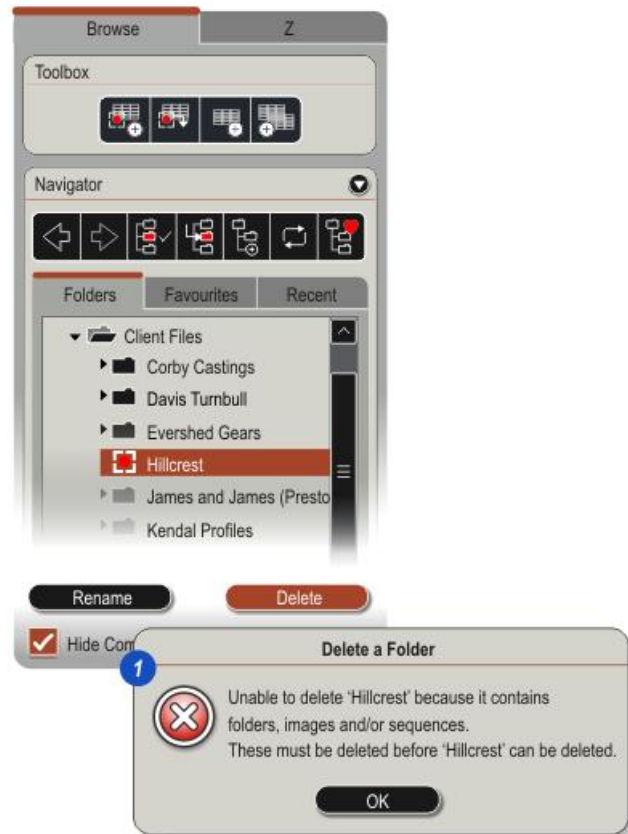 Browse
Z
Toolbox
Navigator
Folders
Favourites
Recent
Client Files
Corby Castings
Davis Turnbull
Evershed Gears
Hillcrest
James and James (Presto
Kendal Profiles
Rename
Delete
Hide Com
1
Delete a Folder
Unable to delete ‘Hillcrest’ because it contains
folders, images and/or sequences.
These must be deleted before ‘Hillcrest’ can be deleted.
OK